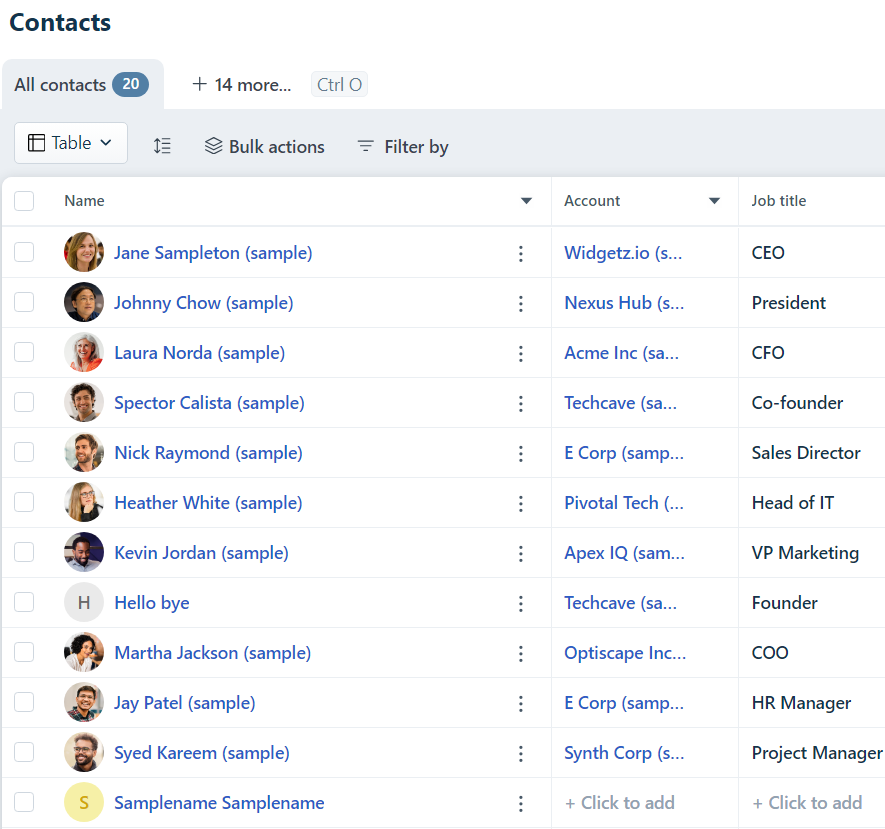 Contacts
All contacts 20 + 14 more... Ctrl O
Table Bulk actions Filter by
Name Account Job title
Jane Sampleton (sample) Widgetz.io (s... CEO
Johnny Chow (sample) Nexus Hub (s... President
Laura Norda (sample) Acme Inc (sa... CFO
Spector Calista (sample) Techcave (sa... Co-founder
Nick Raymond (sample) E Corp (samp... Sales Director
Heather White (sample) Pivotal Tech (... Head of IT
Kevin Jordan (sample) Apex IQ (sam... VP Marketing
H Hello bye Techcave (sa... Founder
Martha Jackson (sample) Optiscape Inc... COO
Jay Patel (sample) E Corp (samp... HR Manager
Syed Kareem (sample) Synth Corp (s... Project Manager
S Samplename Samplename + Click to add + Click to add